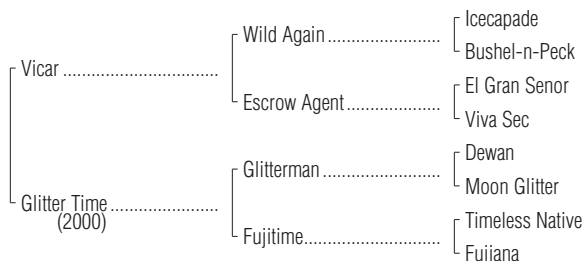 Icecapade
Wild Again
Bushel-n-Peck
Vicar
El Gran Senor
Escrow Agent
Viva Sec
Dewan
Glitterman
Moon Glitter
Glitter Time
(2000)
Timeless Native
Fujitime
Fujiana